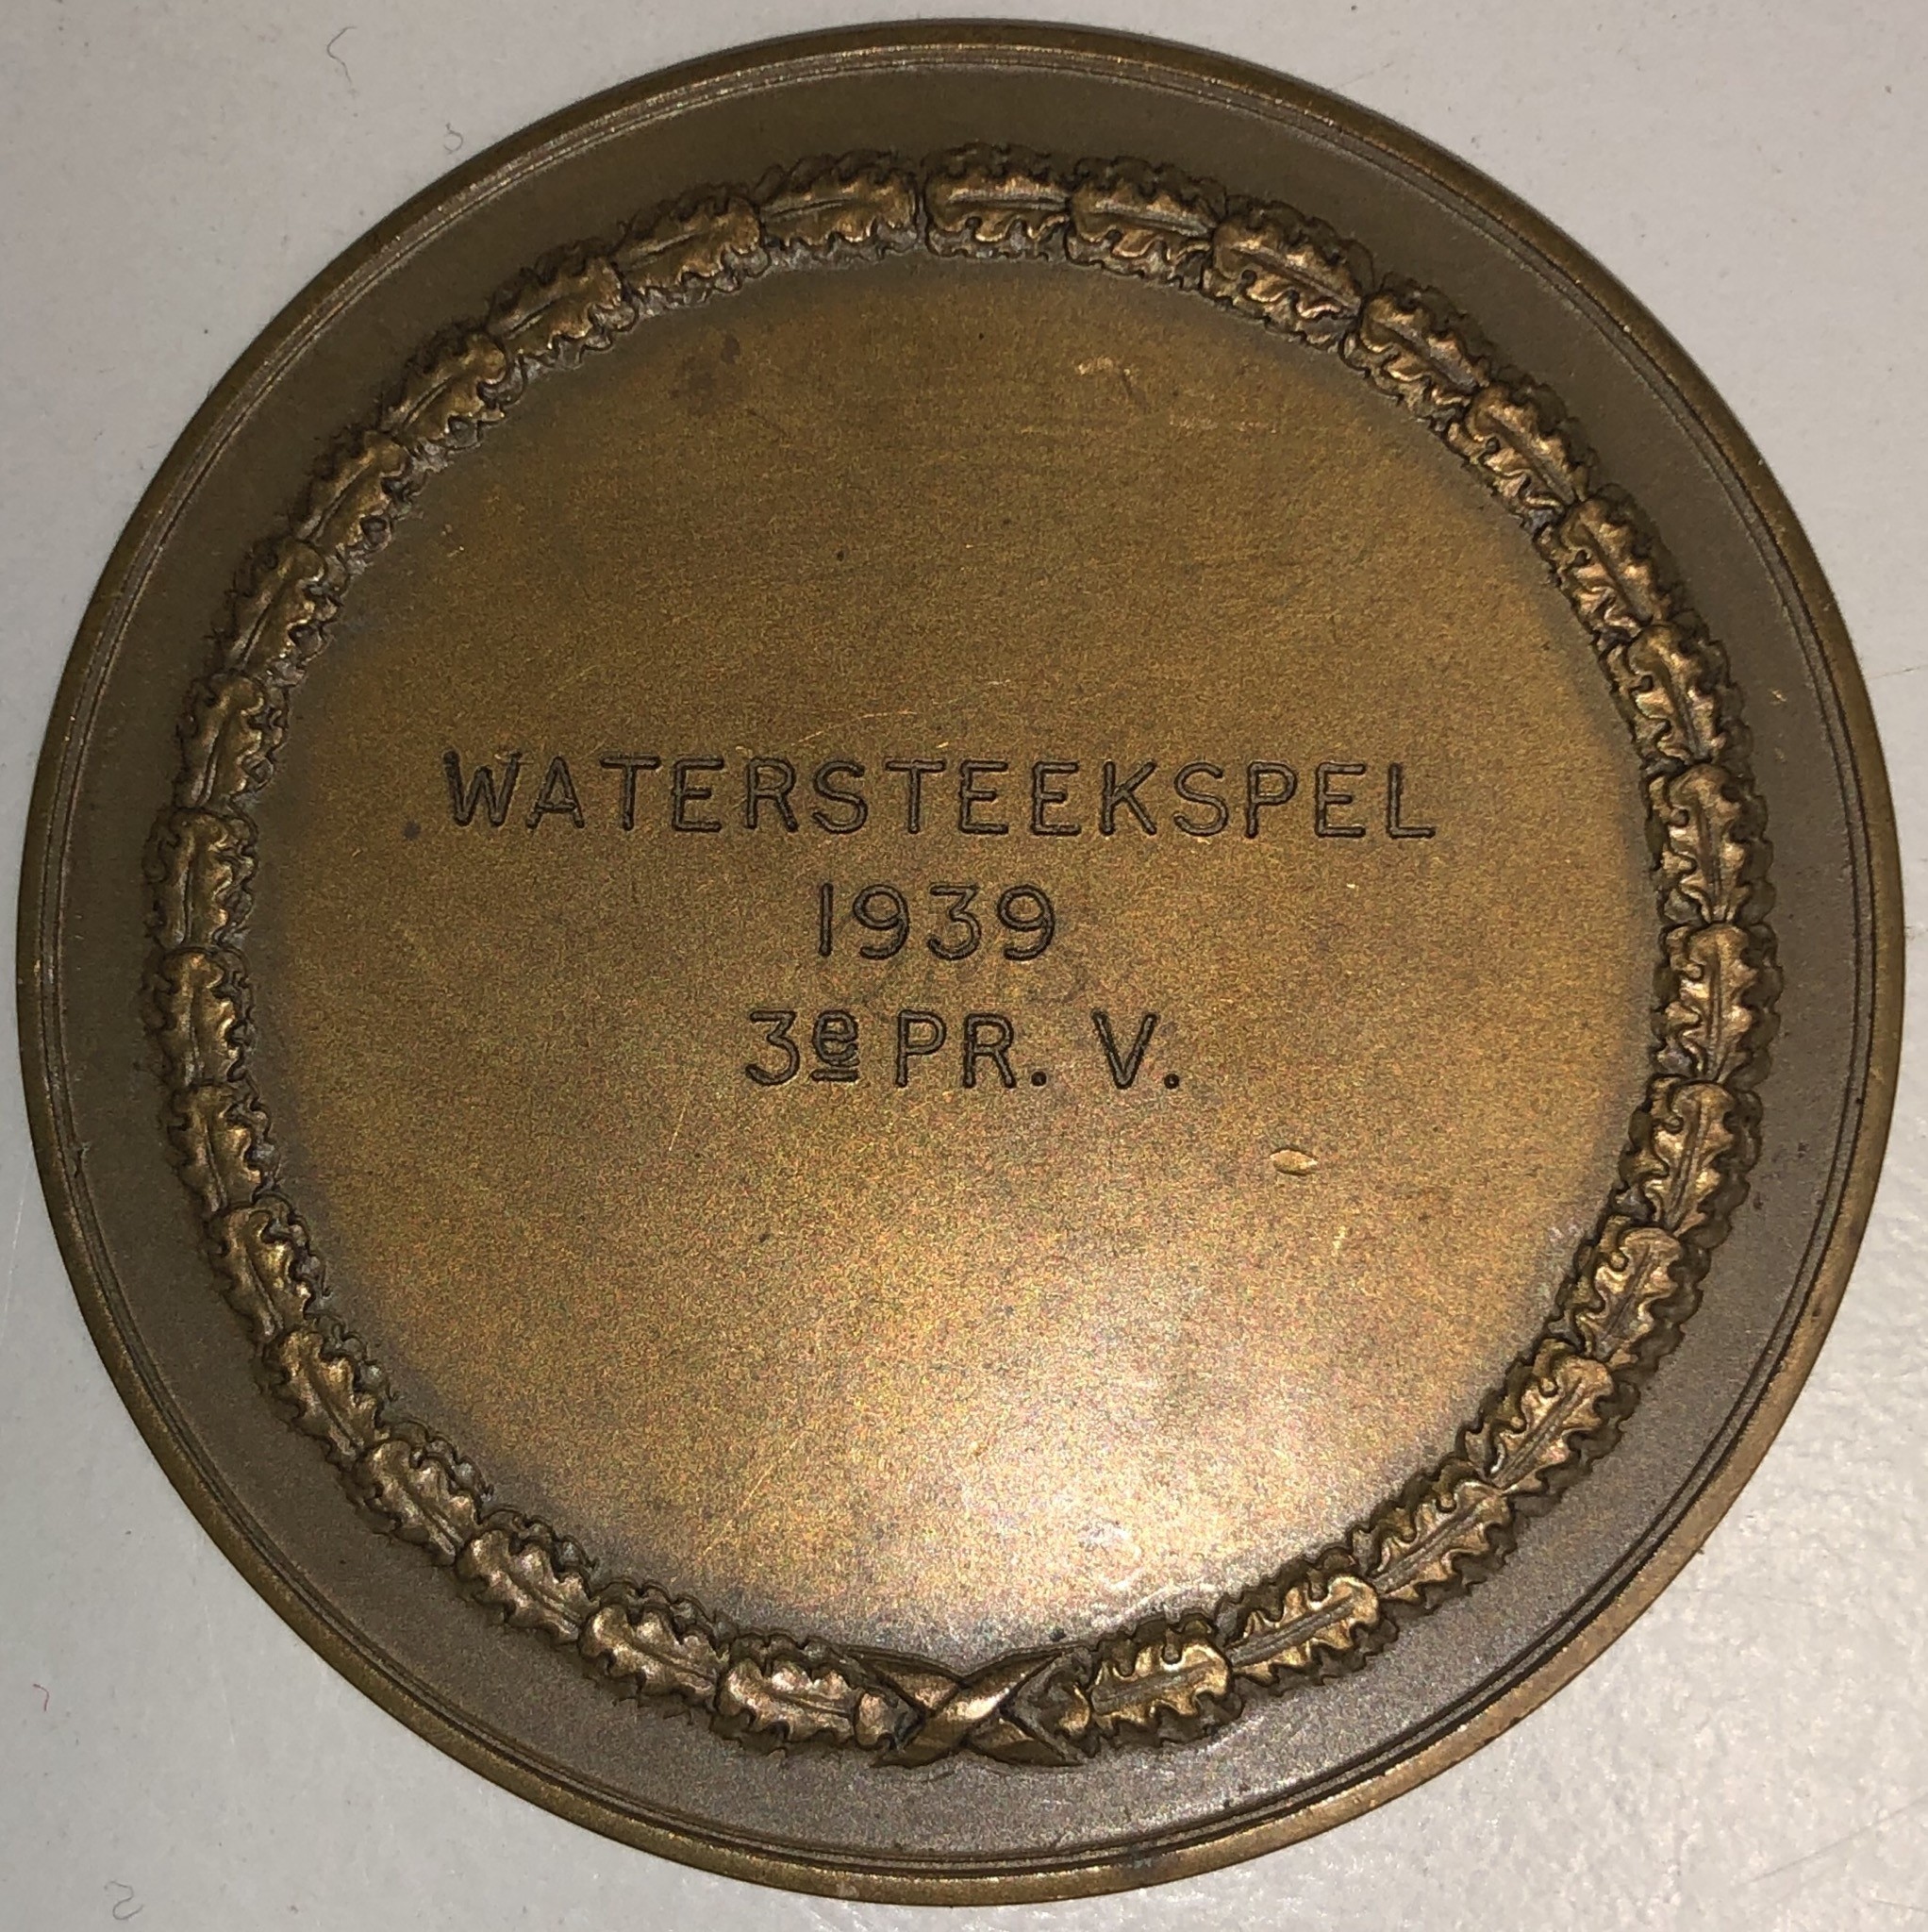 WATERSTEEKSPEL
1939
3e PR. V.